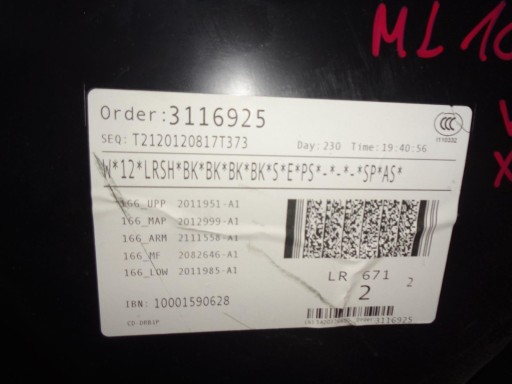 ML 10
Order:3116925
SEQ: T2120120817T373
Day:230 Time:19:40:56
W*12*LRSH*BK*BK*BK*BK*S*E*PS*-*-*-*SP*AS*
166_UPP 2011951-A1
166_MAP 2012999-A1
166_ARM 2111558-A1
166_MF 2082646-A1
166_LOW 2011985-A1
LR 671 2
2
IBN: 10001590628
3116925